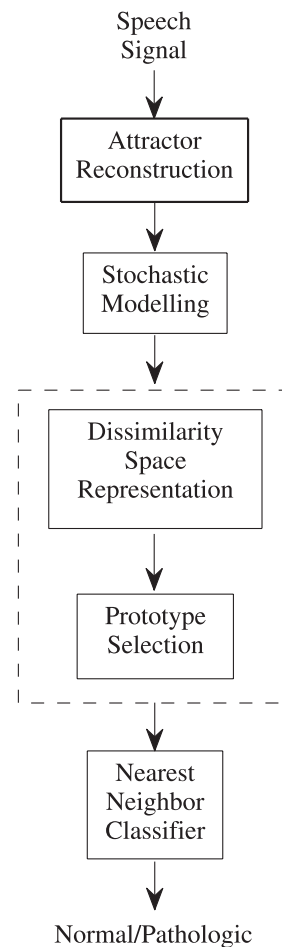 Speech
Signal
Attractor
Reconstruction
Stochastic
Modelling
Dissimilarity
Space
Representation
Prototype
Selection
Nearest
Neighbor
Classifier
Normal/Pathologic